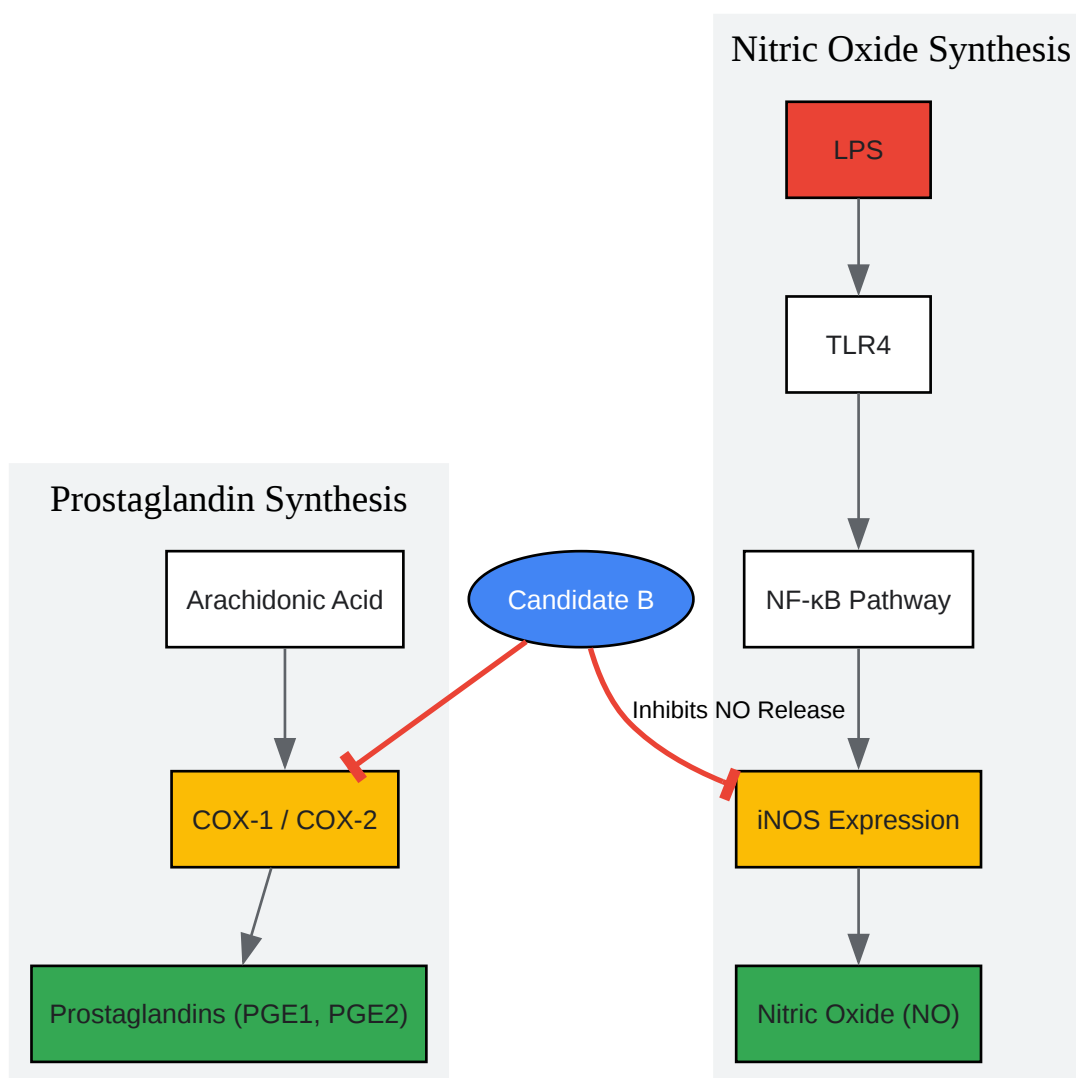 Nitric Oxide Synthesis
LPS
TLR4
Prostaglandin Synthesis
Arachidonic Acid
Candidate B
NF-κB Pathway
Inhibits NO Release
COX-1 / COX-2
iNOS Expression
Prostaglandins (PGE1, PGE2)
Nitric Oxide (NO)